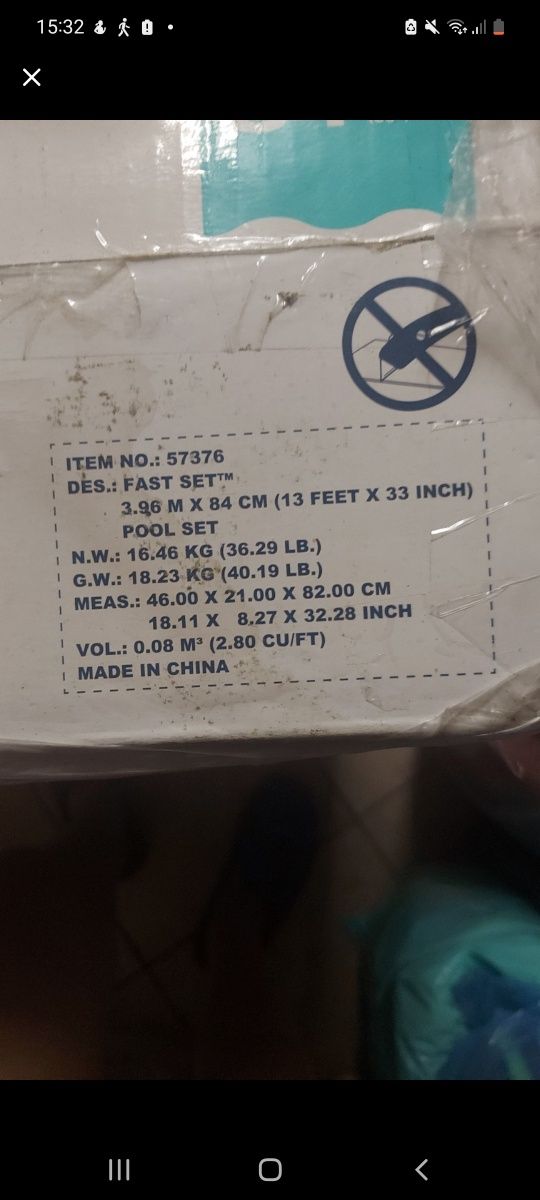 15:32
ITEM NO.: 57376
DES.: FAST SET™
3.96 M X 84 CM (13 FEET X 33 INCH)
POOL SET
N.W.: 16.46 KG (36.29 LB.)
G.W.: 18.23 KG (40.19 LB.)
MEAS.: 46.00 X 21.00 X 82.00 CM
18.11 X 8.27 X 32.28 INCH
VOL.: 0.08 M³ (2.80 CU/FT)
MADE IN CHINA